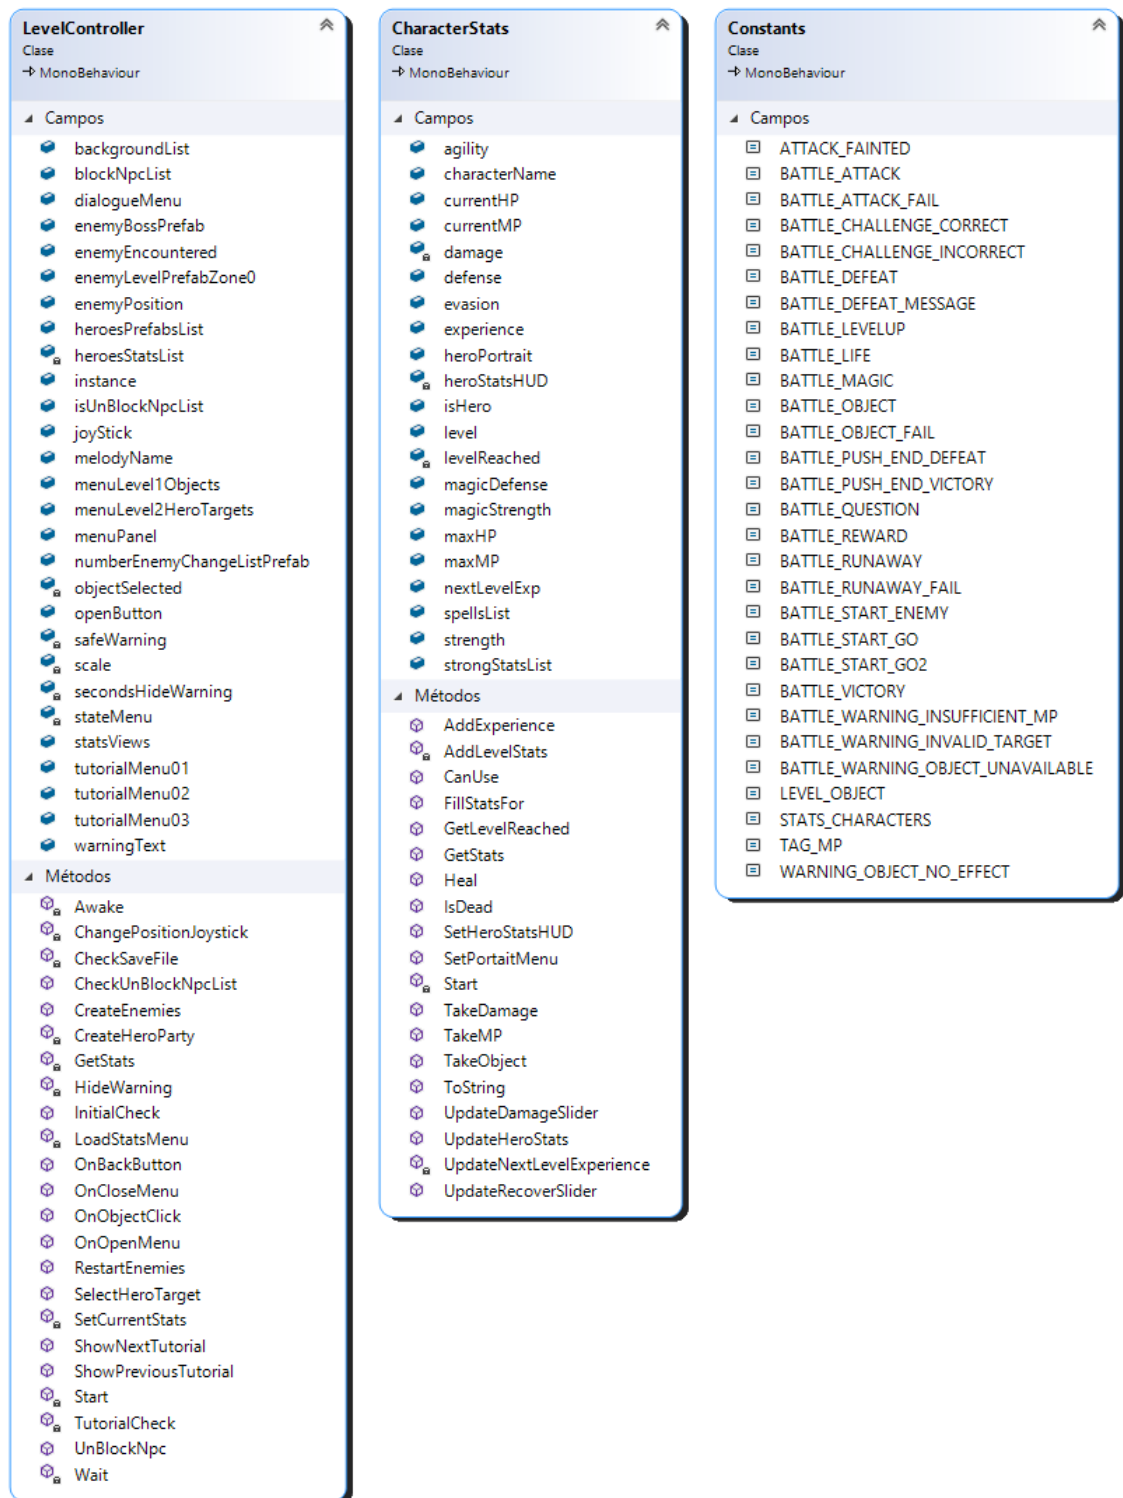 LevelController
Clase
MonoBehaviour
Campos
backgroundList
blockNpcList
dialogueMenu
enemyBossPrefab
enemyEncountered
enemyLevelPrefabZone0
enemyPosition
heroesPrefabsList
heroesStatsList
instance
isUnBlockNpcList
joyStick
melodyName
menuLevel1Objects
menuLevel2HeroTargets
menuPanel
numberEnemyChangeListPrefab
objectSelected
openButton
safeWarning
scale
secondsHideWarning
stateMenu
statsViews
tutorialMenu01
tutorialMenu02
tutorialMenu03
warningText
Métodos
Awake
ChangePositionJoystick
CheckSaveFile
CheckUnBlockNpcList
CreateEnemies
CreateHeroParty
GetStats
HideWarning
InitialCheck
LoadStatsMenu
OnBackButton
OnCloseMenu
OnObjectClick
OnOpenMenu
RestartEnemies
SelectHeroTarget
SetCurrentStats
ShowNextTutorial
ShowPreviousTutorial
Start
TutorialCheck
UnBlockNpc
Wait
CharacterStats
Clase
MonoBehaviour
Campos
agility
characterName
currentHP
currentMP
damage
defense
evasion
experience
heroPortrait
heroStatsHUD
isHero
level
levelReached
magicDefense
magicStrength
maxHP
maxMP
nextLevelExp
spellsList
strength
strongStatsList
Métodos
AddExperience
AddLevelStats
CanUse
FillStatsFor
GetLevelReached
GetStats
Heal
IsDead
SetHeroStatsHUD
SetPortaitMenu
Start
TakeDamage
TakeMP
TakeObject
ToString
UpdateDamageSlider
UpdateHeroStats
UpdateNextLevelExperience
UpdateRecoverSlider
Constants
Clase
MonoBehaviour
Campos
ATTACK_FAINTED
BATTLE_ATTACK
BATTLE_ATTACK_FAIL
BATTLE_CHALLENGE_CORRECT
BATTLE_CHALLENGE_INCORRECT
BATTLE_DEFEAT
BATTLE_DEFEAT_MESSAGE
BATTLE_LEVELUP
BATTLE_LIFE
BATTLE_MAGIC
BATTLE_OBJECT
BATTLE_OBJECT_FAIL
BATTLE_PUSH_END_DEFEAT
BATTLE_PUSH_END_VICTORY
BATTLE_QUESTION
BATTLE_REWARD
BATTLE_RUNAWAY
BATTLE_RUNAWAY_FAIL
BATTLE_START_ENEMY
BATTLE_START_GO
BATTLE_START_GO2
BATTLE_VICTORY
BATTLE_WARNING_INSUFFICIENT_MP
BATTLE_WARNING_INVALID_TARGET
BATTLE_WARNING_OBJECT_UNAVAILABLE
LEVEL_OBJECT
STATS_CHARACTERS
TAG_MP
WARNING_OBJECT_NO_EFFECT